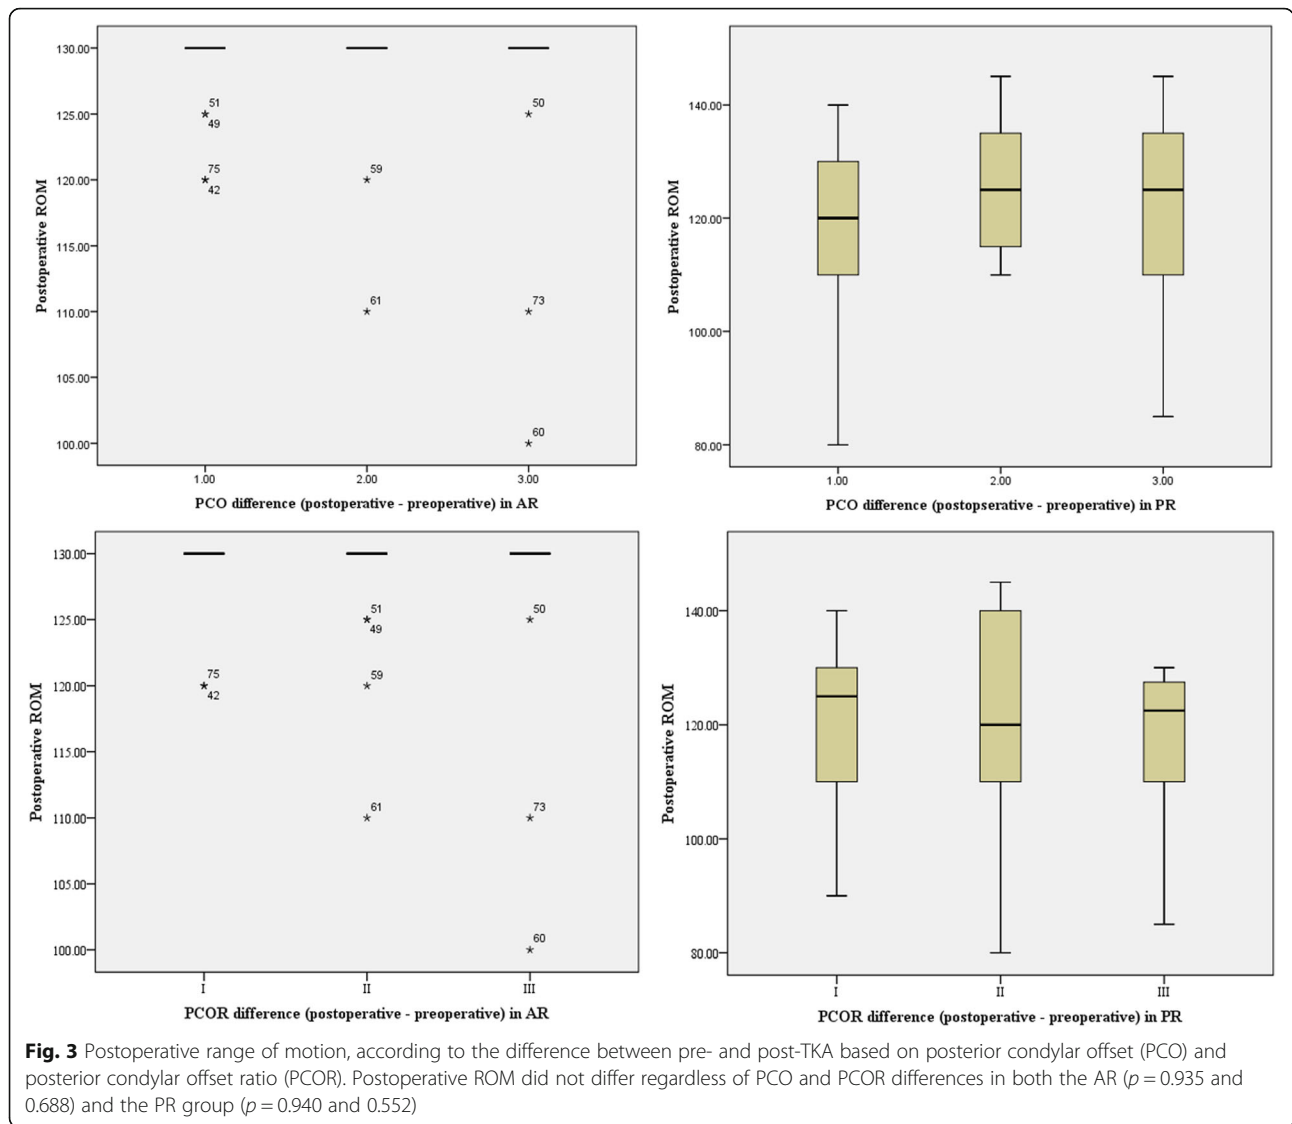 130.00
125.00
120.00
115.00
110.00
105.00
100.00
Postoperative ROM
51
49
75
42
59
61
50
73
60
1.00 2.00 3.00
PCO difference (postoperative - preoperative) in AR
140.00
120.00
100.00
80.00
Postoperative ROM
1.00 2.00 3.00
PCO difference (postopserative - preoperative) in PR
130.00
125.00
120.00
115.00
110.00
105.00
100.00
Postoperative ROM
75
42
51
49
59
61
50
73
60
I II III
PCOR difference (postoperative - preoperative) in AR
140.00
120.00
100.00
80.00
Postoperative ROM
I II III
PCOR difference (postoperative - preoperative) in PR
Fig. 3 Postoperative range of motion, according to the difference between pre- and post-TKA based on posterior condylar offset (PCO) and
posterior condylar offset ratio (PCOR). Postoperative ROM did not differ regardless of PCO and PCOR differences in both the AR (p = 0.935 and
0.688) and the PR group (p = 0.940 and 0.552)